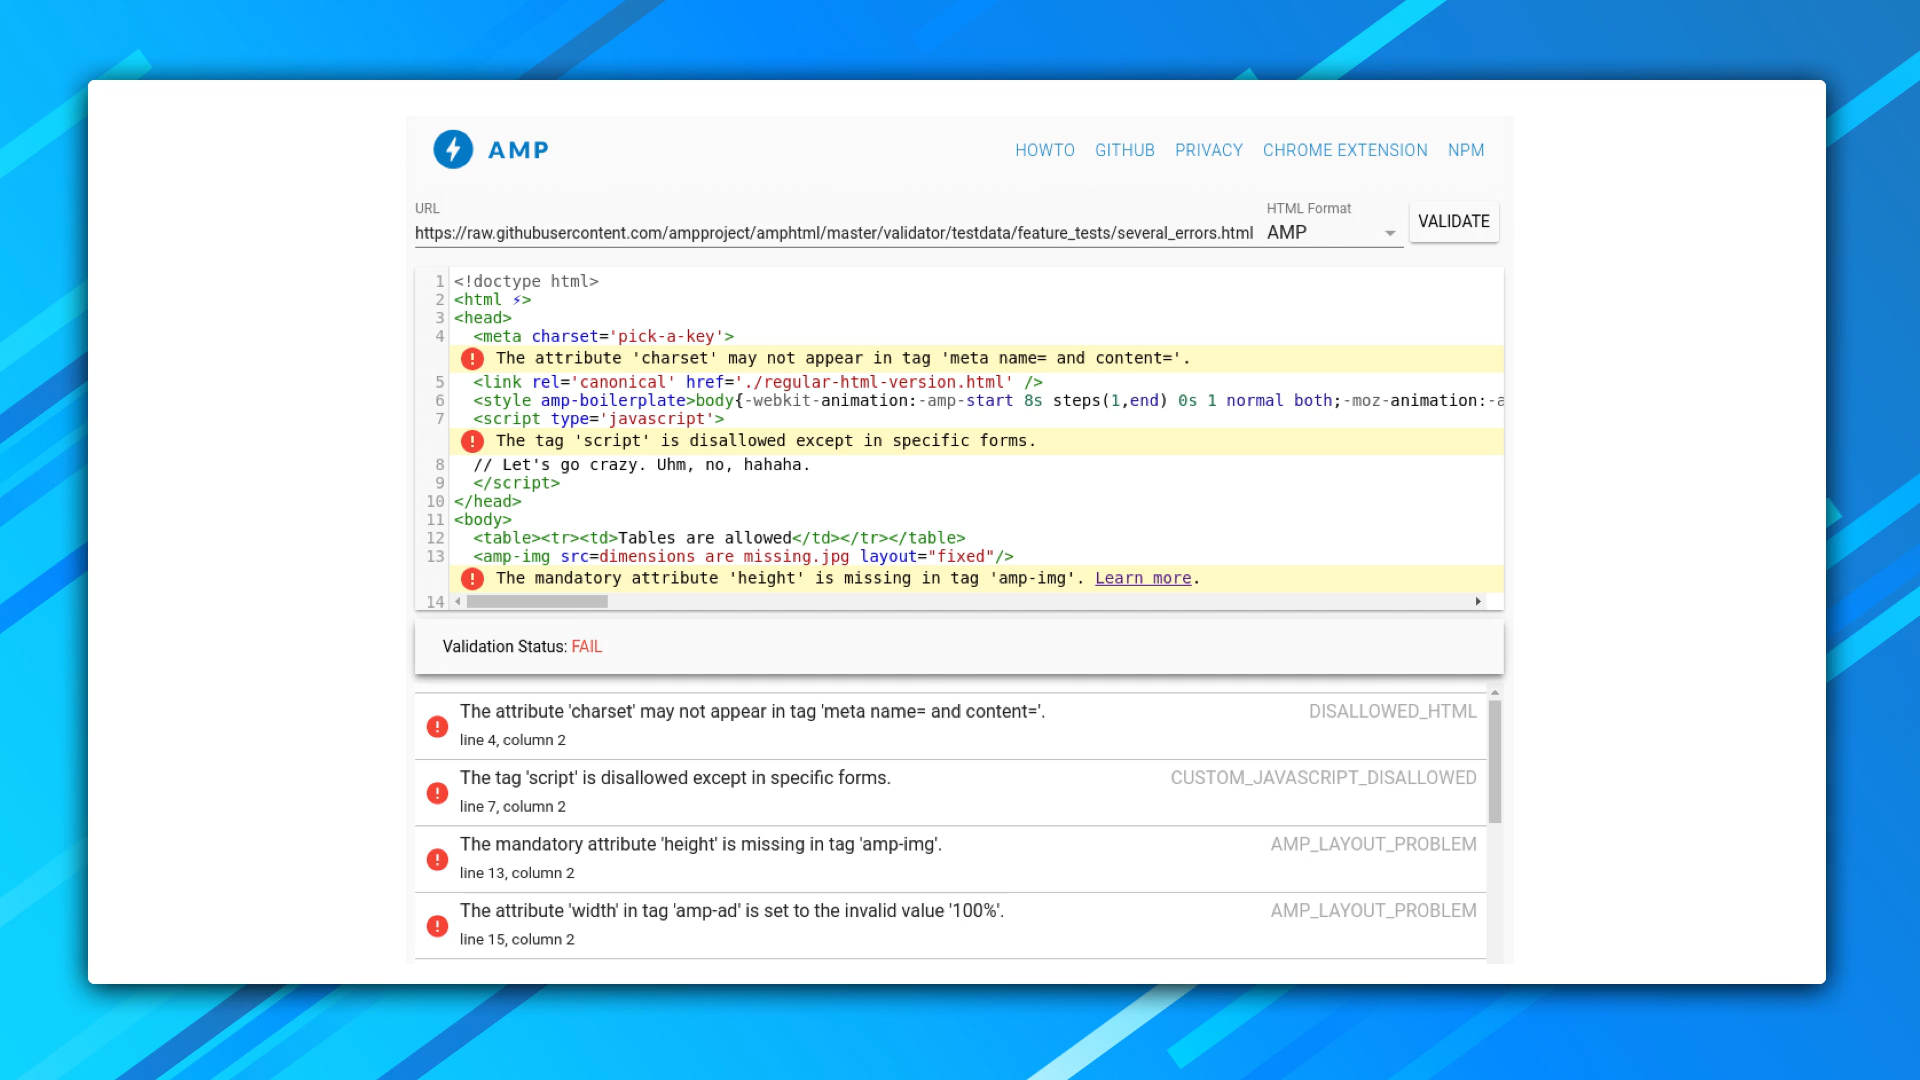 AMP
HOWTO GITHUB PRIVACY CHROME EXTENSION NPM
URL HTML Format
https://raw.githubusercontent.com/ampproject/amphtml/master/validator/testdata/feature_tests/several_errors.html AMP VALIDATE
1 <!doctype html>
2 <html ⚡>
3 <head>
4 <meta charset='pick-a-key'>
The attribute 'charset' may not appear in tag 'meta name= and content='.
5 <link rel='canonical' href='./regular-html-version.html' />
6 <style amp-boilerplate>body{-webkit-animation:-amp-start 8s steps(1,end) 0s 1 normal both;-moz-animation:-a
7 <script type='javascript'>
The tag 'script' is disallowed except in specific forms.
8 // Let's go crazy. Uhm, no, hahaha.
9 </script>
10 </head>
11 <body>
12 <table><tr><td>Tables are allowed</td></tr></table>
13 <amp-img src=dimensions are missing.jpg layout="fixed"/>
The mandatory attribute 'height' is missing in tag 'amp-img'. Learn more.
14
Validation Status: FAIL
The attribute 'charset' may not appear in tag 'meta name= and content='. DISALLOWED_HTML
line 4, column 2
The tag 'script' is disallowed except in specific forms. CUSTOM_JAVASCRIPT_DISALLOWED
line 7, column 2
The mandatory attribute 'height' is missing in tag 'amp-img'. AMP_LAYOUT_PROBLEM
line 13, column 2
The attribute 'width' in tag 'amp-ad' is set to the invalid value '100%'. AMP_LAYOUT_PROBLEM
line 15, column 2